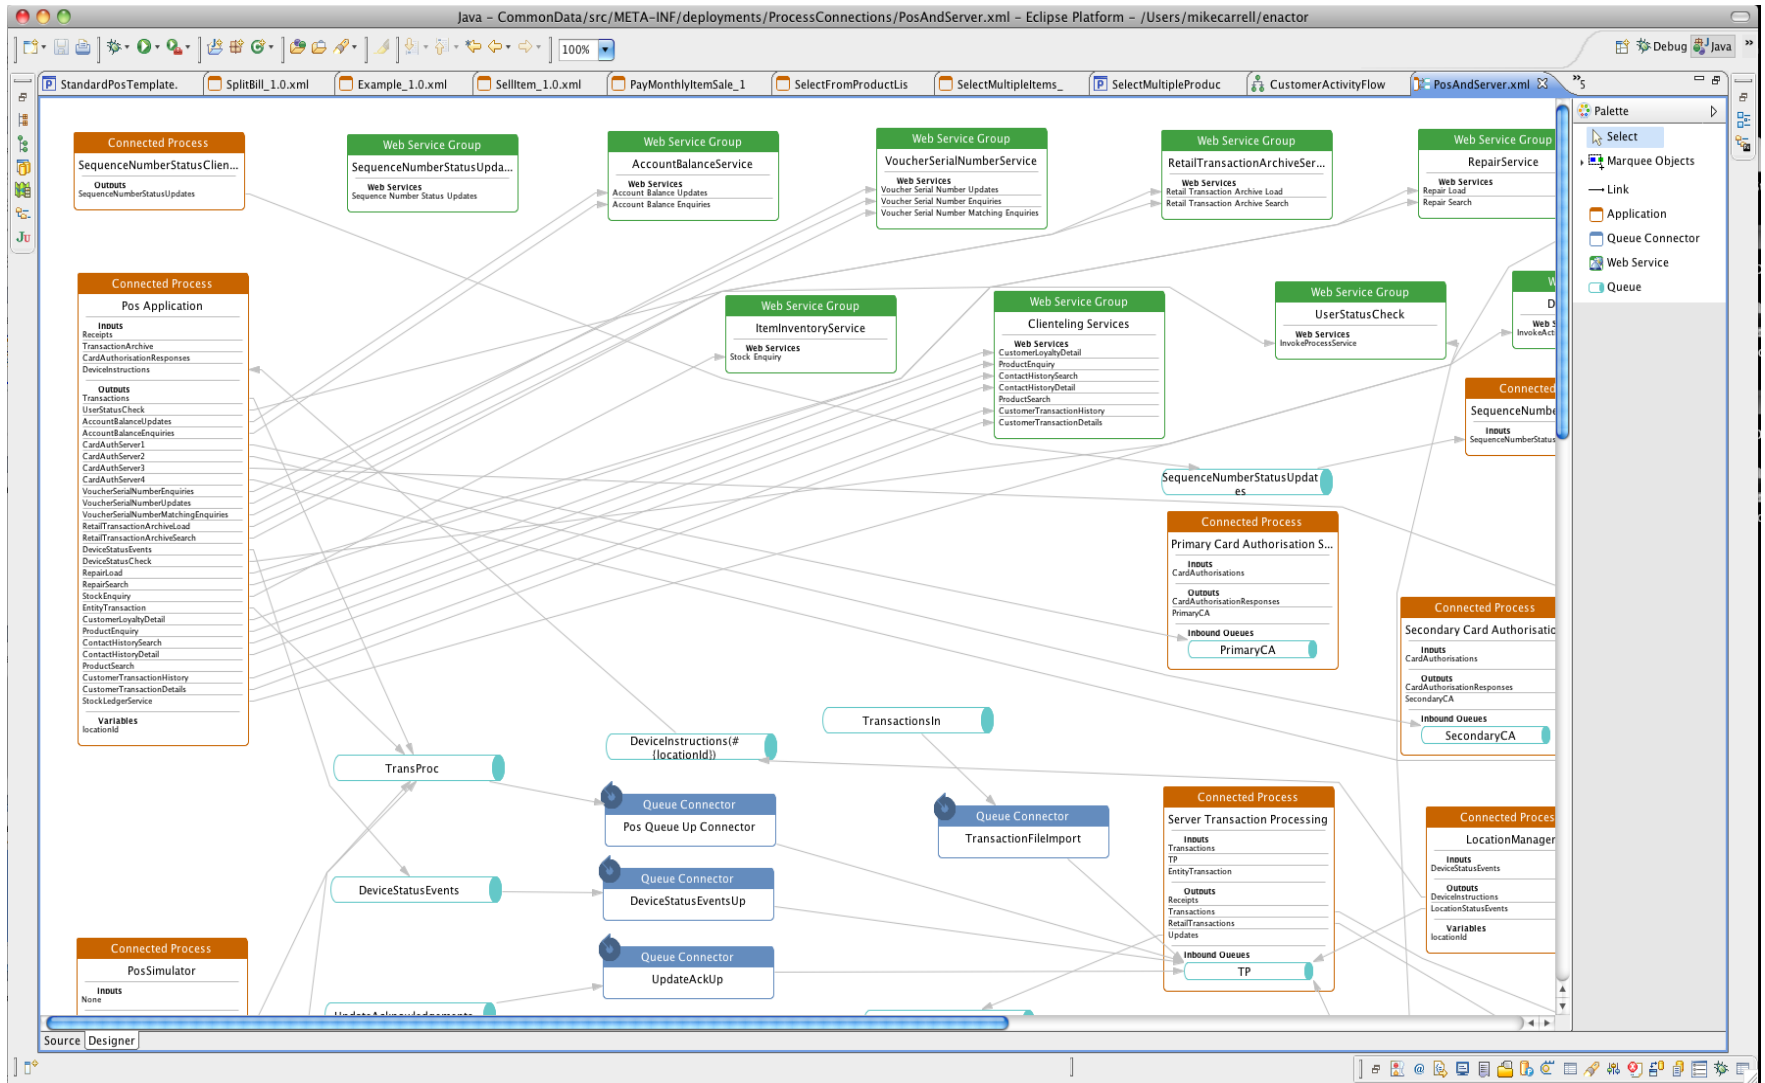 Java – CommonData/src/META-INF/deployments/ProcessConnections/PosAndServer.xml – Eclipse Platform – /Users/mikecarrell/enactor
100%
Debug
Java
StandardPosTemplate.
SplitBill_1.0.xml
Example_1.0.xml
SellItem_1.0.xml
PayMonthlyItemSale_1
SelectFromProductLis
SelectMultipleItems_
SelectMultipleProduc
CustomerActivityFlow
PosAndServer.xml
5
Palette
Select
Marquee Objects
Link
Application
Queue Connector
Web Service
Queue
Connected Process
SequenceNumberStatusClien...
Outputs
SequenceNumberStatusUpdates
Web Service Group
SequenceNumberStatusUpda...
Web Services
Sequence Number Status Updates
Web Service Group
AccountBalanceService
Web Services
Account Balance Updates
Account Balance Enquiries
Web Service Group
VoucherSerialNumberService
Web Services
Voucher Serial Number Updates
Voucher Serial Number Enquiries
Voucher Serial Number Matching Enquiries
Web Service Group
RetailTransactionArchiveSer...
Web Services
Retail Transaction Archive Load
Retail Transaction Archive Search
Web Service Group
RepairService
Web Services
Repair Load
Repair Search
Connected Process
Pos Application
Inputs
Receipts
TransactionArchive
CardAuthorisationResponses
DeviceInstructions
Outputs
Transactions
UserStatusCheck
AccountBalanceUpdates
AccountBalanceEnquiries
CardAuthServer1
CardAuthServer2
CardAuthServer3
CardAuthServer4
VoucherSerialNumberEnquiries
VoucherSerialNumberUpdates
VoucherSerialNumberMatchingEnquiries
RetailTransactionArchiveLoad
RetailTransactionArchiveSearch
DeviceStatusEvents
DeviceStatusCheck
RepairLoad
RepairSearch
StockEnquiry
EntityTransaction
CustomerLoyaltyDetail
ProductEnquiry
ContactHistorySearch
ContactHistoryDetail
ProductSearch
CustomerTransactionHistory
CustomerTransactionDetails
StockLedgerService
Variables
locationId
Web Service Group
ItemInventoryService
Web Services
Stock Enquiry
Web Service Group
Clienteling Services
Web Services
CustomerLoyaltyDetail
ProductEnquiry
ContactHistorySearch
ContactHistoryDetail
ProductSearch
CustomerTransactionHistory
CustomerTransactionDetails
Web Service Group
UserStatusCheck
Web Services
InvokeProcessService
W
D
Web S
InvokeAct
Connected
SequenceNumbe
Inputs
SequenceNumberStatus
SequenceNumberStatusUpdat
es
Connected Process
Primary Card Authorisation S...
Inputs
CardAuthorisations
Outputs
CardAuthorisationResponses
PrimaryCA
Inbound Queues
PrimaryCA
Connected Process
Secondary Card Authorisatio
Inputs
CardAuthorisations
Outputs
CardAuthorisationResponses
SecondaryCA
Inbound Queues
SecondaryCA
TransProc
DeviceInstructions(#
{locationId})
TransactionsIn
Queue Connector
Pos Queue Up Connector
Queue Connector
TransactionFileImport
Connected Process
Server Transaction Processing
Inputs
Transactions
TP
EntityTransaction
Outputs
Receipts
Transactions
RetailTransactions
Updates
Inbound Queues
TP
Connected Proces
LocationManager
Inputs
DeviceStatusEvents
Outputs
DeviceInstructions
LocationStatusEvents
Variables
locationId
DeviceStatusEvents
Queue Connector
DeviceStatusEventsUp
Connected Process
PosSimulator
Inputs
None
Queue Connector
UpdateAckUp
UpdateAcknowledgements
Source
Designer